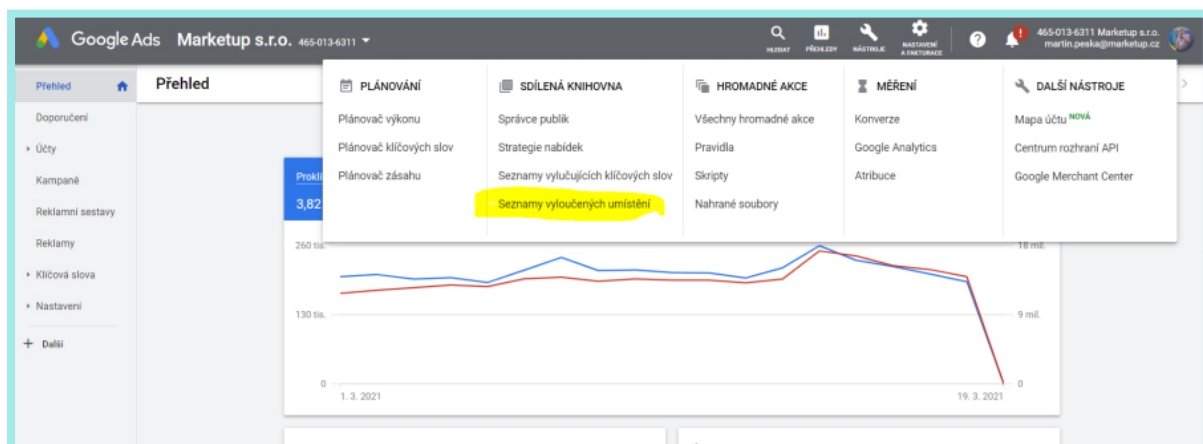 Google Ads Marketup s.r.o. 465-013-6311
HLEDAT PŘEHLEDY NÁSTROJE NASTAVENÍ A FAKTURACE
? ! 465-013-6311 Marketup s.r.o.
martin.peska@marketup.cz
Přehled
Doporučení
Účty
Kampaně
Reklamní sestavy
Reklamy
Klíčová slova
Nastavení
+ Další
Přehled
PLÁNOVÁNÍ
Plánovač výkonu
Plánovač klíčových slov
Plánovač zásahu
SDÍLENÁ KNIHOVNA
Správce publik
Strategie nabídek
Seznamy vylučujících klíčových slov
Seznamy vyloučených umístění
HROMADNÉ AKCE
Všechny hromadné akce
Pravidla
Skripty
Nahrané soubory
MĚŘENÍ
Konverze
Google Analytics
Atribuce
DALŠÍ NÁSTROJE
Mapa účtu NOVÁ
Centrum rozhraní API
Google Merchant Center
Prokli
3,82
260 tis. 18 mil.
130 tis. 9 mil.
0 0
1. 3. 2021 19. 3. 2021